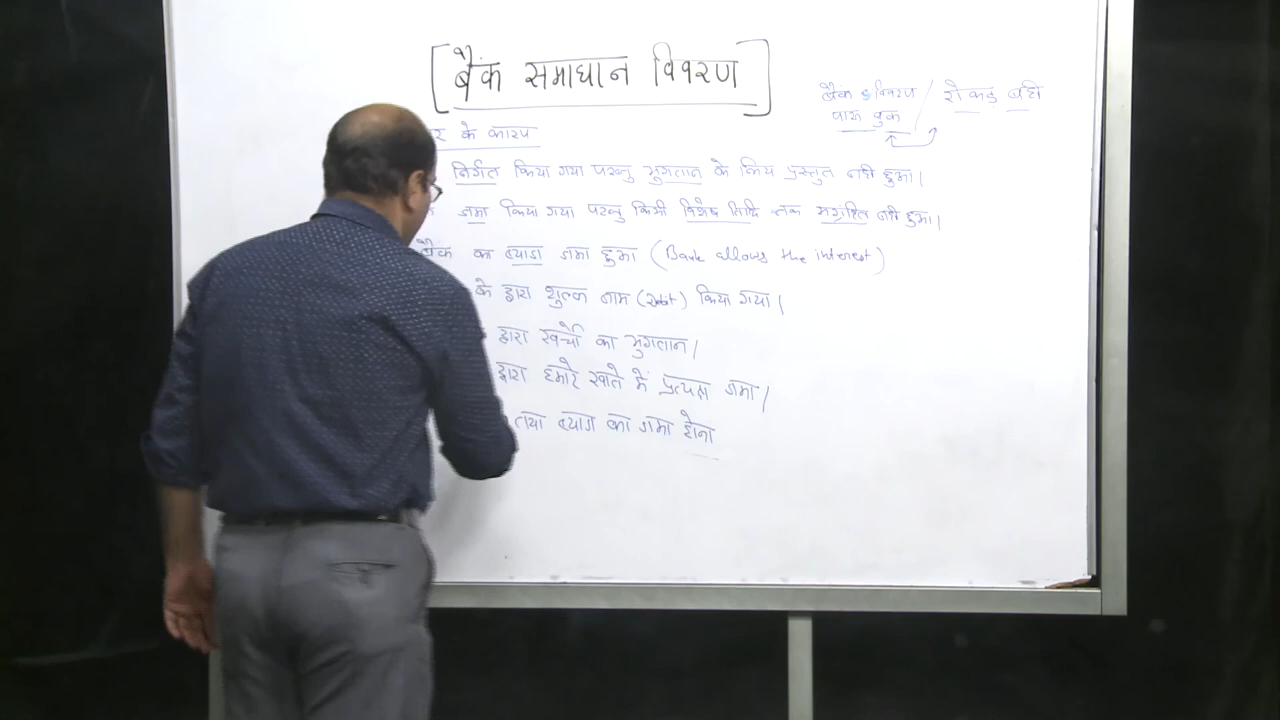 बैंक समाधान विवरण
बैंक विवरण / रोकड़ बही
पास बुक
के कारण
निर्गत किया गया परन्तु भुगतान के लिय प्रस्तुत नही हुआ।
जमा किया गया परन्तु किसी विशेष तिथि तक संग्रहित नही हुआ।
बैंक का ब्याज जमा हुआ (Bank allows the interest)
के द्वारा शुल्क नाम (Debit) किया गया।
द्वारा खर्चो का भुगतान।
द्वारा हमारे खाते में प्रत्यक्ष जमा।
तथा ब्याज का जमा होना